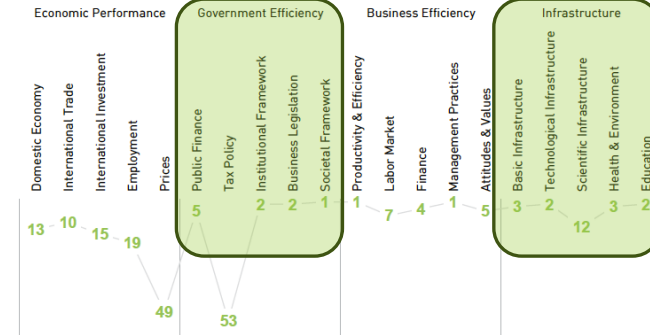 Economic Performance
Government Efficiency
Business Efficiency
Infrastructure
Domestic Economy
International Trade
International Investment
Employment
Prices
Public Finance
Tax Policy
Institutional Framework
Business Legislation
Societal Framework
Productivity & Efficiency
Labor Market
Finance
Management Practices
Attitudes & Values
Basic Infrastructure
Technological Infrastructure
Scientific Infrastructure
Health & Environment
Education
13
10
15
19
49
5
53
2
2
1
1
7
4
1
5
3
2
12
3
2